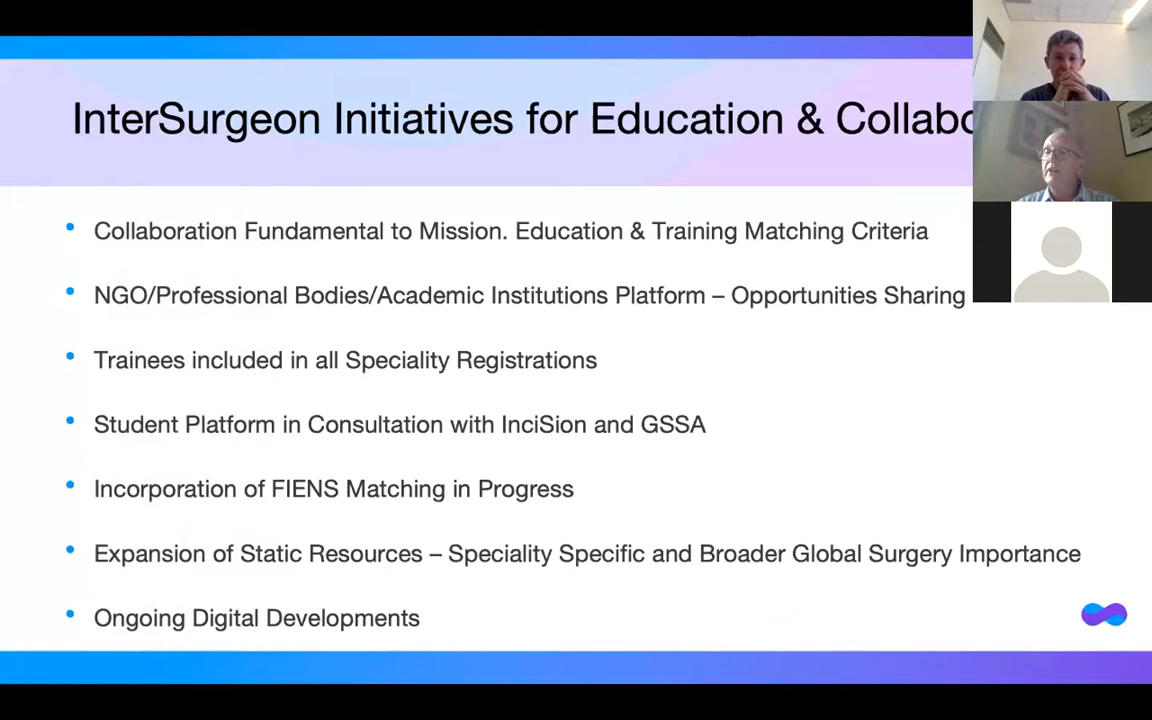 InterSurgeon Initiatives for Education &
Collaboration Fundamental to Mission. Education & Training Matching Criteria
NGO/Professional Bodies/Academic Institutions Platform – Opportunities Sharing
Trainees included in all Speciality Registrations
Student Platform in Consultation with InciSion and GSSA
Incorporation of FIENS Matching in Progress
Expansion of Static Resources – Speciality Specific and Broader Global Surgery Importance
Ongoing Digital Developments